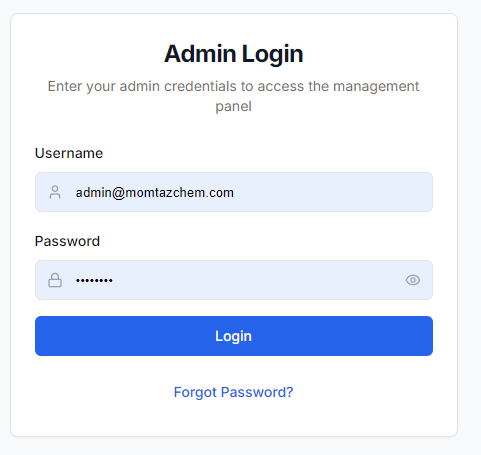 Admin Login
Enter your admin credentials to access the management
panel
Username
admin@momtazchem.com
Password
••••••••
Login
Forgot Password?